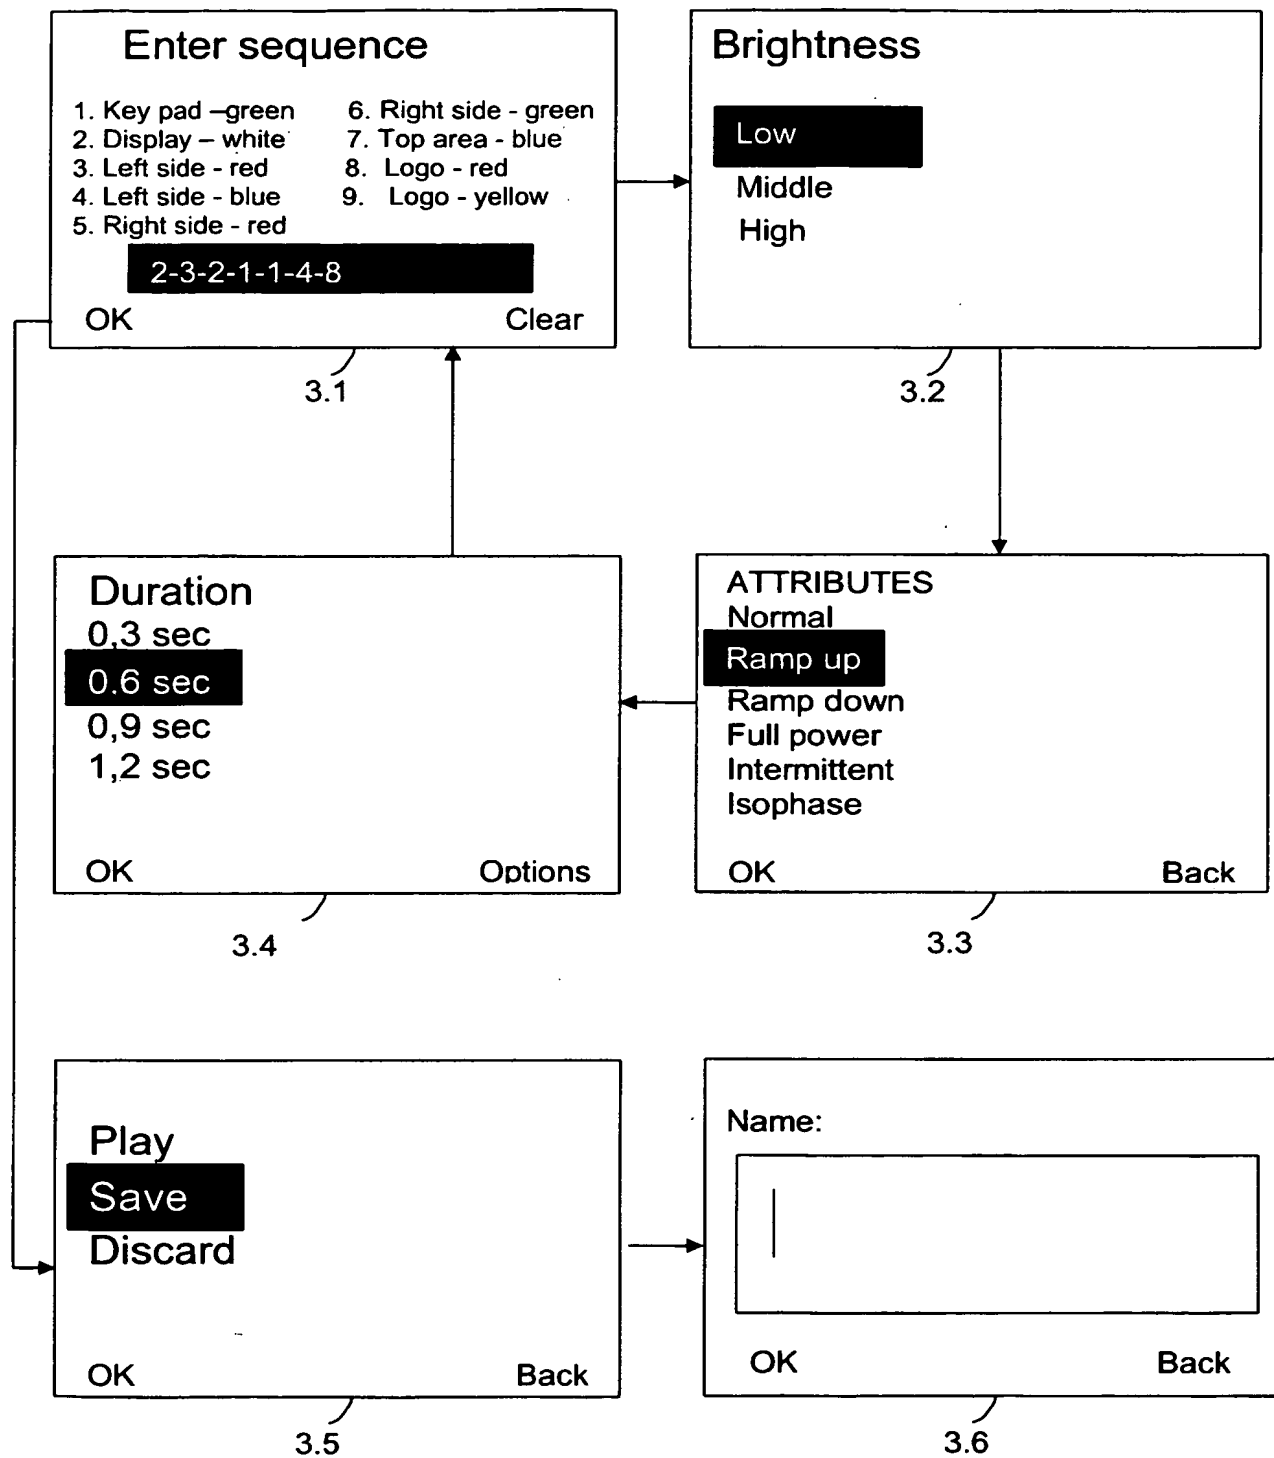 Enter sequence
1. Key pad –green
2. Display – white
3. Left side - red
4. Left side - blue
5. Right side - red
6. Right side - green
7. Top area - blue
8. Logo - red
9. Logo - yellow
2-3-2-1-1-4-8
OK
Clear
3.1
Brightness
Low
Middle
High
3.2
Duration
0,3 sec
0.6 sec
0,9 sec
1,2 sec
OK
Options
3.4
ATTRIBUTES
Normal
Ramp up
Ramp down
Full power
Intermittent
Isophase
OK
Back
3.3
Play
Save
Discard
OK
Back
3.5
Name:
OK
Back
3.6